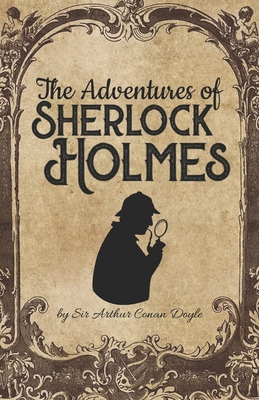 The Adventures of
SHERLOCK
HOLMES
by Sir Arthur Conan Doyle